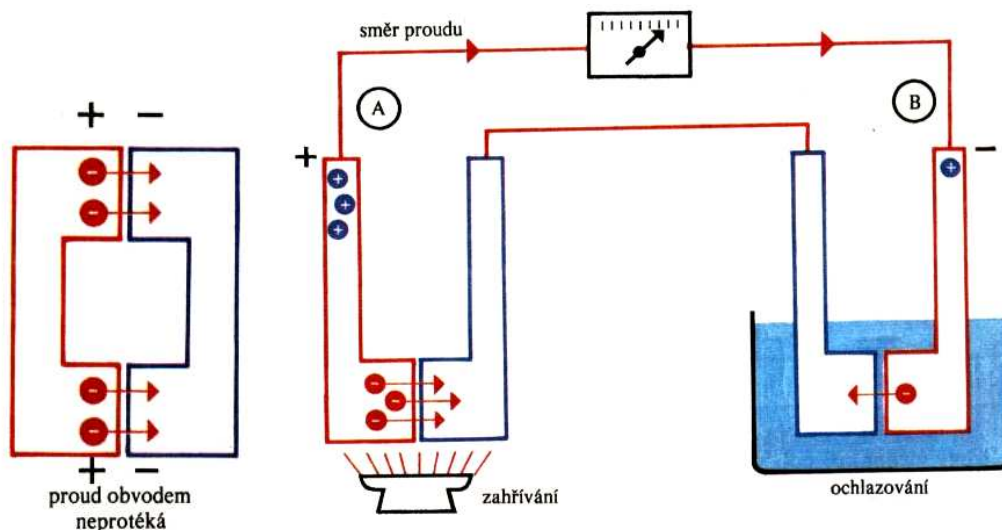 směr proudu
A
B
+ -
+
-
+ -
proud obvodem
neprotéká
zahřívání
ochlazování